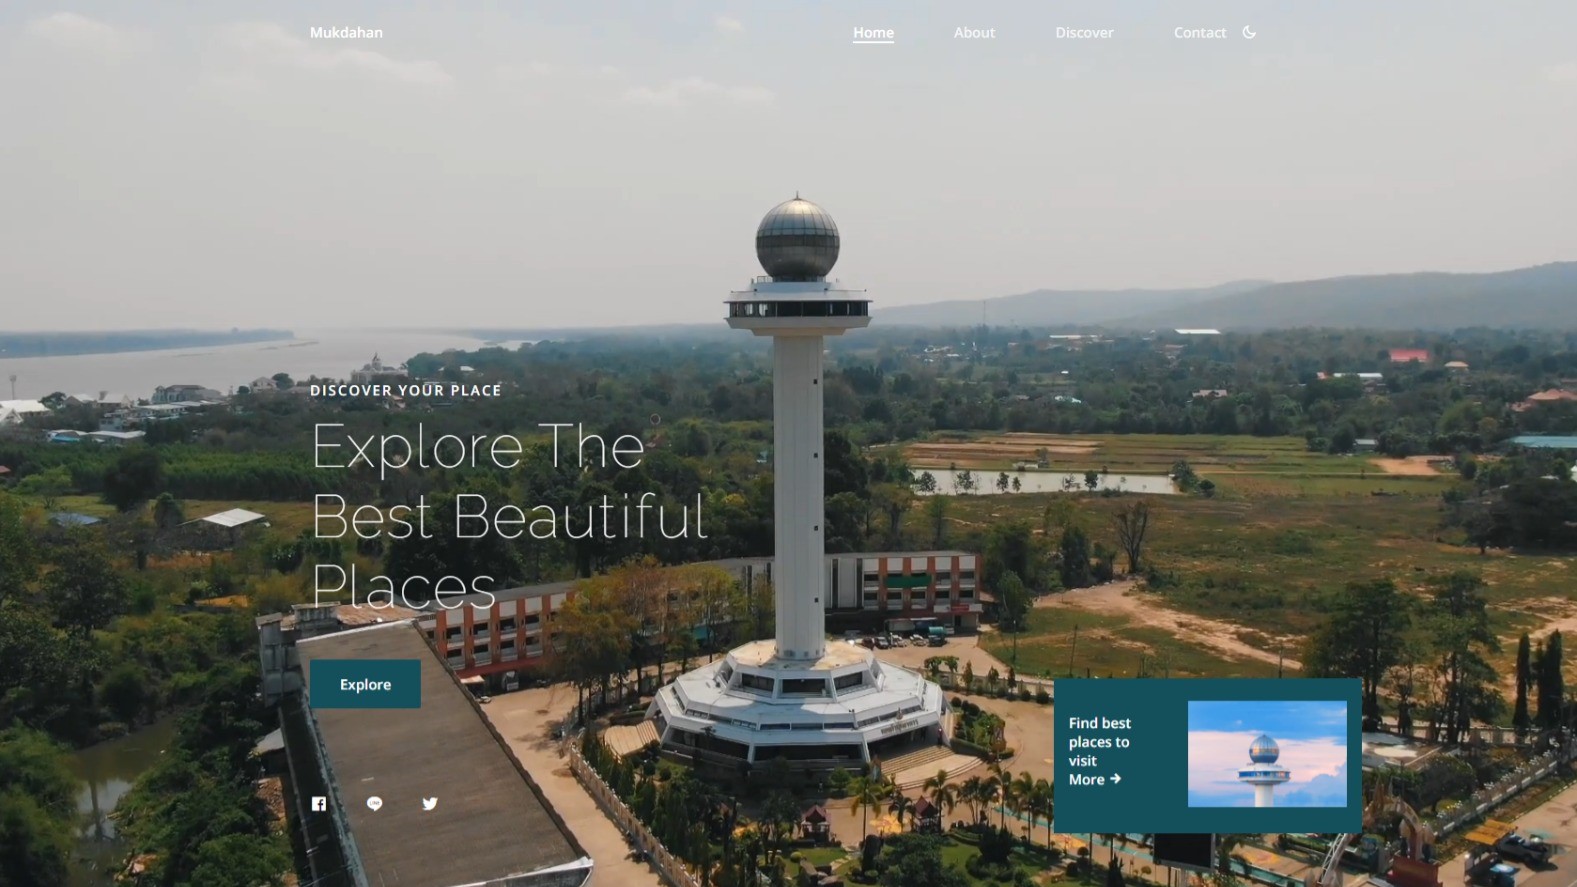 Mukdahan
Home About Discover Contact
DISCOVER YOUR PLACE
Explore The
Best Beautiful
Places
Explore
Find best
places to
visit
More →